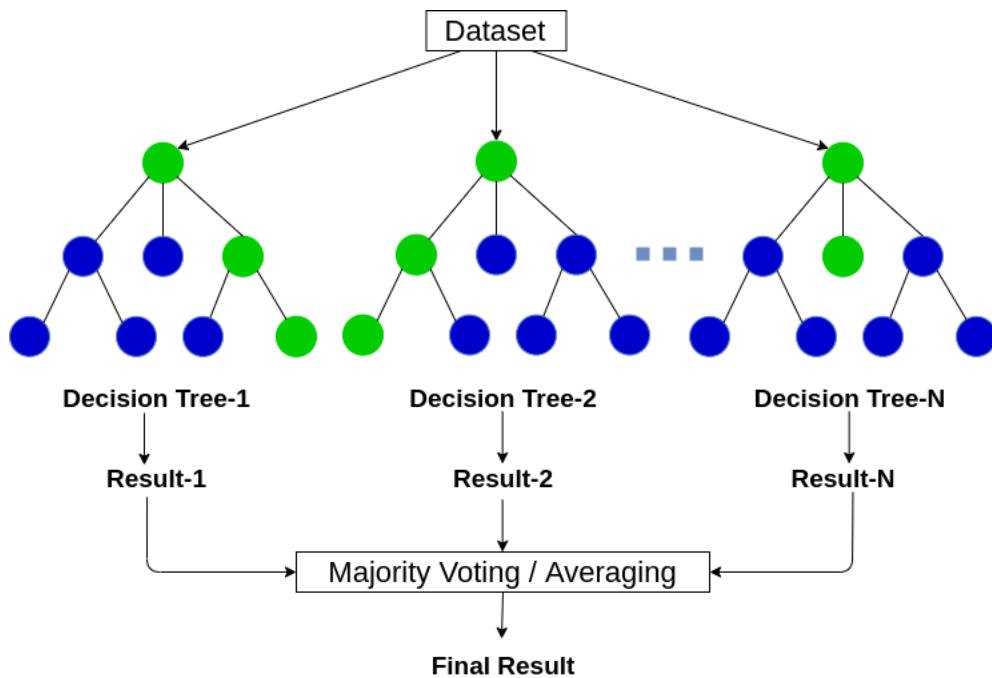 Dataset
Decision Tree-1
Decision Tree-2
Decision Tree-N
Result-1
Result-2
Result-N
Majority Voting / Averaging
Final Result